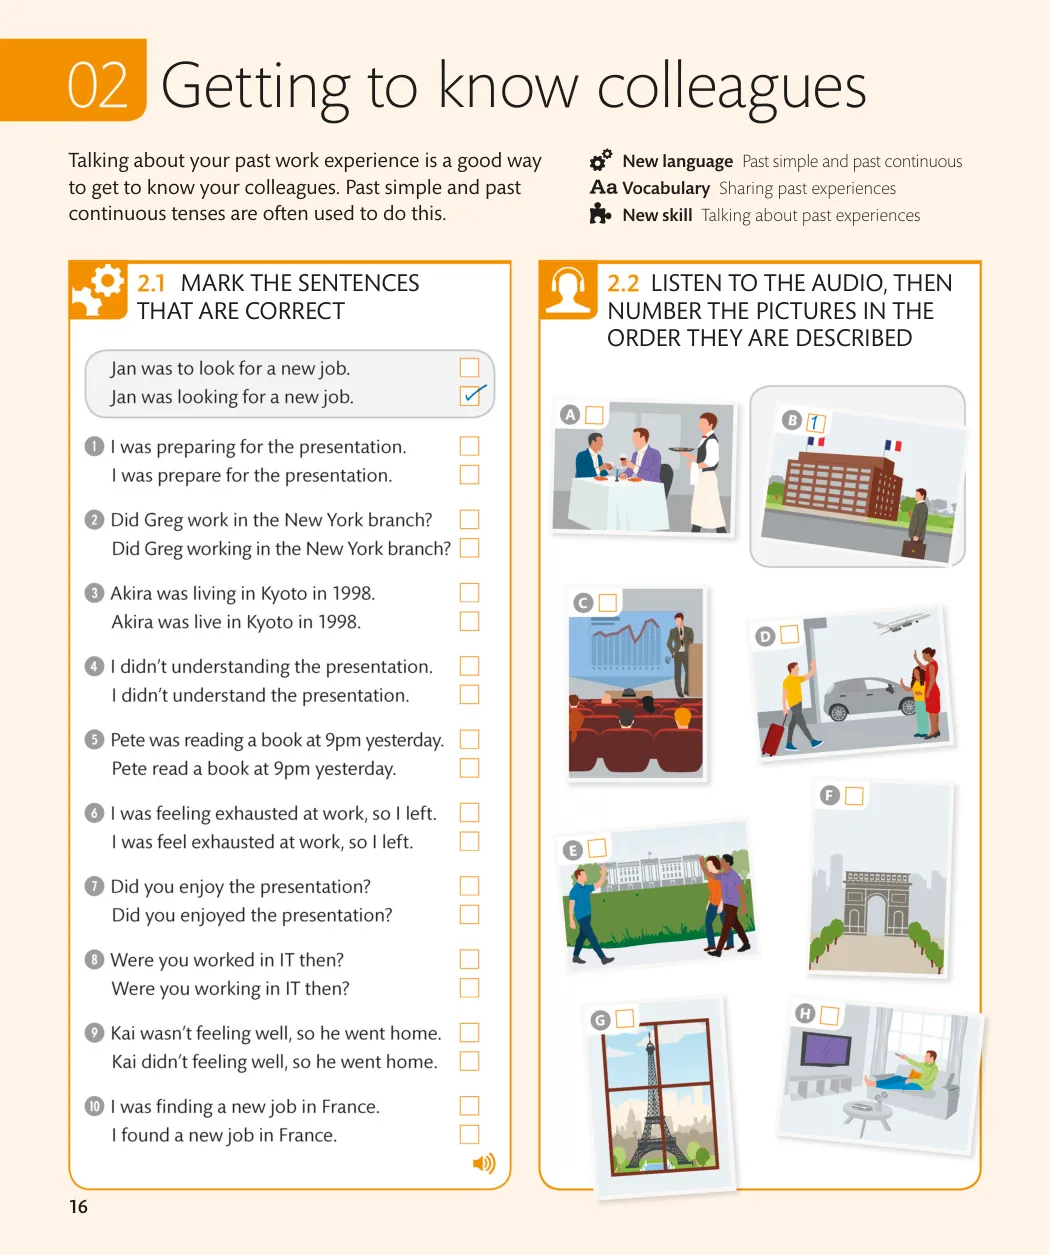 02 Getting to know colleagues
Talking about your past work experience is a good way
to get to know your colleagues. Past simple and past
continuous tenses are often used to do this.
New language Past simple and past continuous
Aa Vocabulary Sharing past experiences
New skill Talking about past experiences
2.1 MARK THE SENTENCES
THAT ARE CORRECT
Jan was to look for a new job.
Jan was looking for a new job.
1 I was preparing for the presentation.
I was prepare for the presentation.
2 Did Greg work in the New York branch?
Did Greg working in the New York branch?
3 Akira was living in Kyoto in 1998.
Akira was live in Kyoto in 1998.
4 I didn't understanding the presentation.
I didn't understand the presentation.
5 Pete was reading a book at 9pm yesterday.
Pete read a book at 9pm yesterday.
6 I was feeling exhausted at work, so I left.
I was feel exhausted at work, so I left.
7 Did you enjoy the presentation?
Did you enjoyed the presentation?
8 Were you worked in IT then?
Were you working in IT then?
9 Kai wasn't feeling well, so he went home.
Kai didn't feeling well, so he went home.
10 I was finding a new job in France.
I found a new job in France.
2.2 LISTEN TO THE AUDIO, THEN
NUMBER THE PICTURES IN THE
ORDER THEY ARE DESCRIBED
A
B 1
C
D
E
F
G
H
16